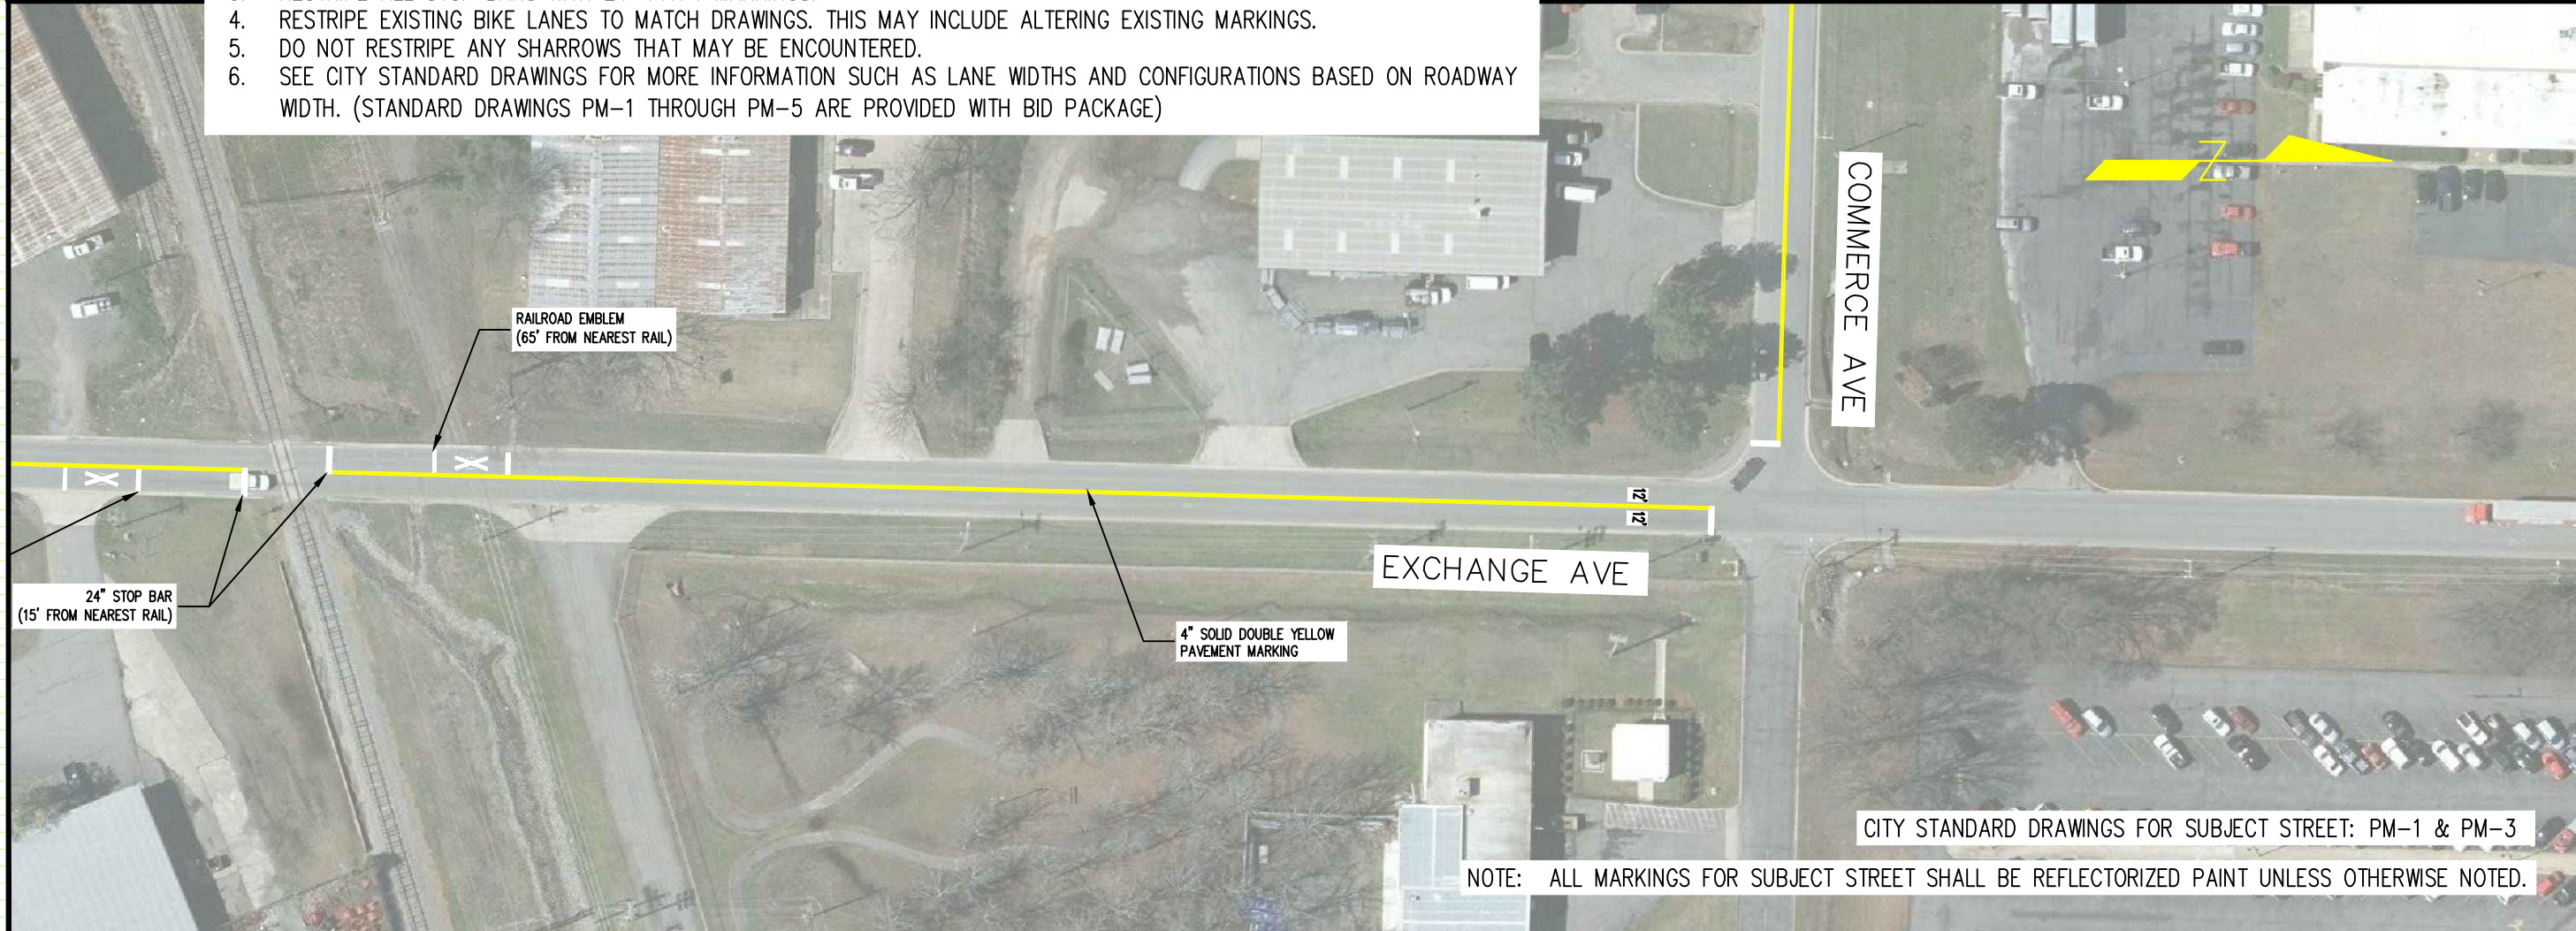 4. RESTRIPE EXISTING BIKE LANES TO MATCH DRAWINGS. THIS MAY INCLUDE ALTERING EXISTING MARKINGS.
5. DO NOT RESTRIPE ANY SHARROWS THAT MAY BE ENCOUNTERED.
6. SEE CITY STANDARD DRAWINGS FOR MORE INFORMATION SUCH AS LANE WIDTHS AND CONFIGURATIONS BASED ON ROADWAY
WIDTH. (STANDARD DRAWINGS PM-1 THROUGH PM-5 ARE PROVIDED WITH BID PACKAGE)
Z
COMMERCE AVE
RAILROAD EMBLEM
(65' FROM NEAREST RAIL)
12'
12'
EXCHANGE AVE
24" STOP BAR
(15' FROM NEAREST RAIL)
4" SOLID DOUBLE YELLOW
PAVEMENT MARKING
CITY STANDARD DRAWINGS FOR SUBJECT STREET: PM-1 & PM-3
NOTE: ALL MARKINGS FOR SUBJECT STREET SHALL BE REFLECTORIZED PAINT UNLESS OTHERWISE NOTED.